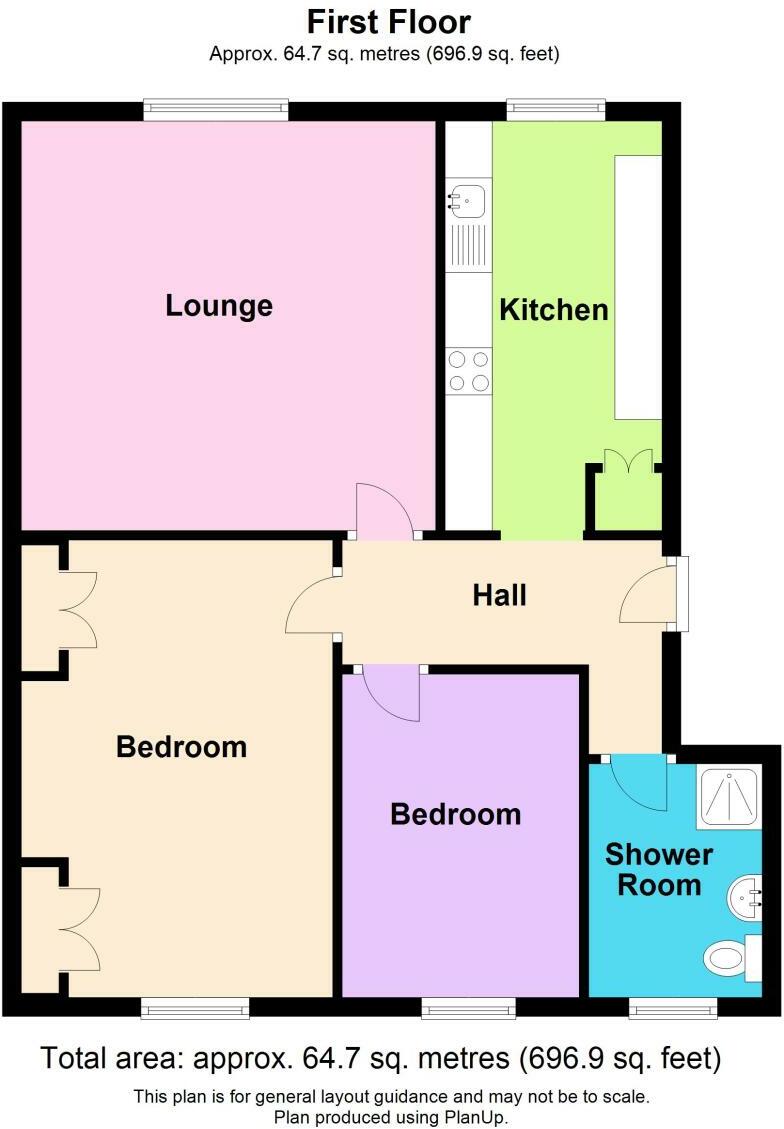 First Floor
Approx. 64.7 sq. metres (696.9 sq. feet)
Lounge
Kitchen
Hall
Bedroom
Bedroom
Shower
Room
Total area: approx. 64.7 sq. metres (696.9 sq. feet)
This plan is for general layout guidance and may not be to scale.
Plan produced using PlanUp.